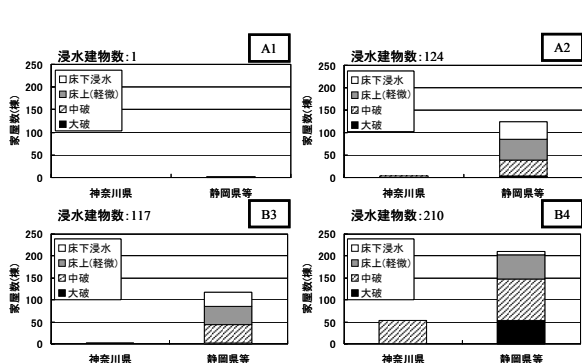 浸水建物数:1
A1
家屋数(棟)
250
200
150
100
50
0
床下浸水
床上(軽微)
中破
大破
神奈川県
静岡県等
浸水建物数:124
A2
家屋数(棟)
250
200
150
100
50
0
床下浸水
床上(軽微)
中破
大破
神奈川県
静岡県等
浸水建物数:117
B3
家屋数(棟)
250
200
150
100
50
0
床下浸水
床上(軽微)
中破
大破
神奈川県
静岡県等
浸水建物数:210
B4
家屋数(棟)
250
200
150
100
50
0
床下浸水
床上(軽微)
中破
大破
神奈川県
静岡県等